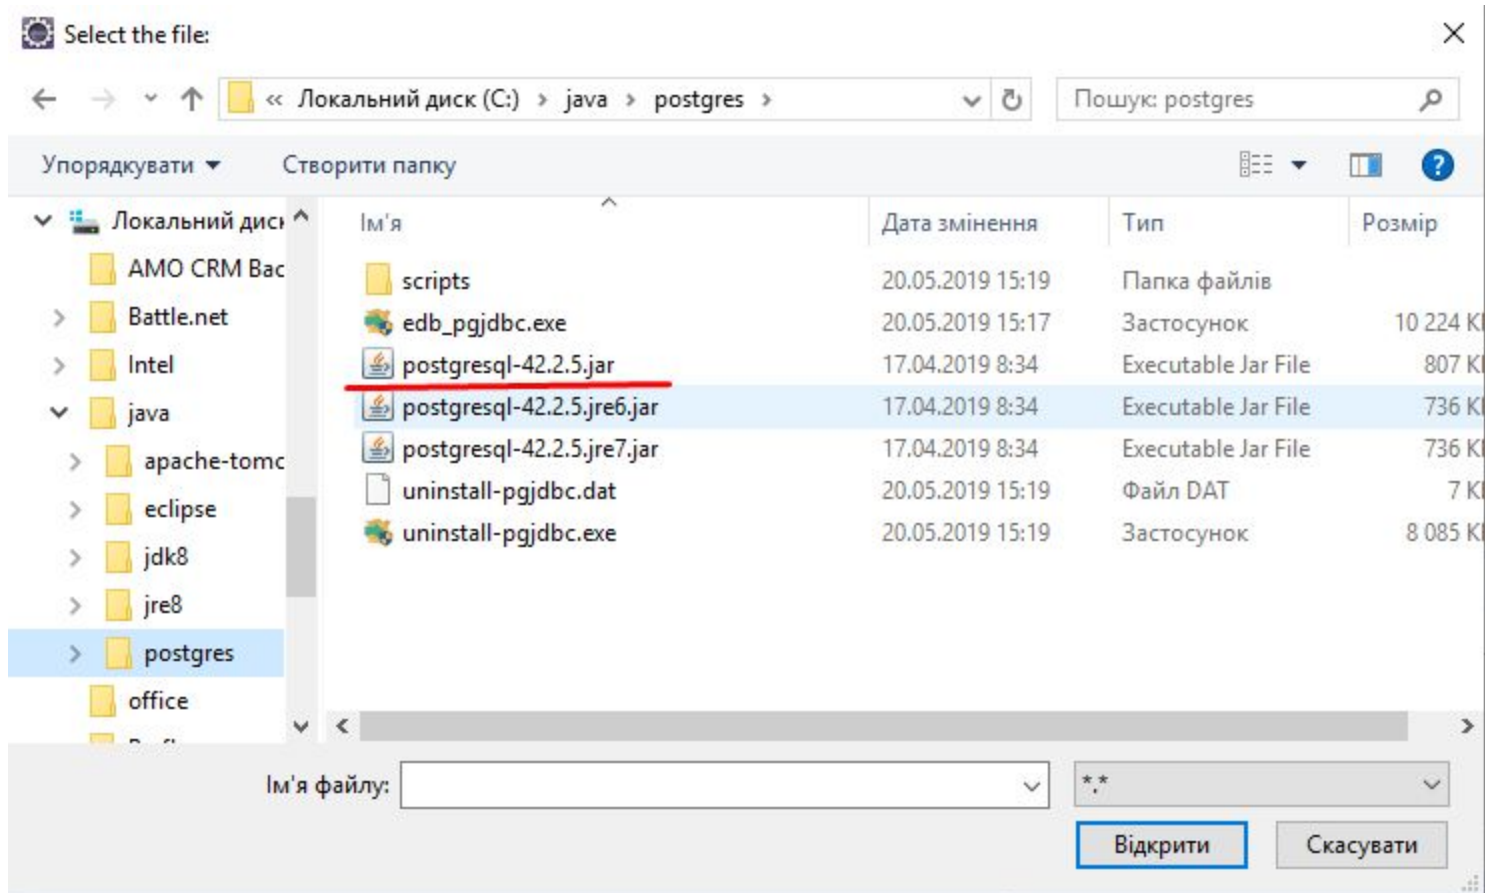 Select the file:
« Локальний диск (C:) > java > postgres >
Пошук: postgres
Упорядкувати
Створити папку
Локальний диск
AMO CRM Bac
Battle.net
Intel
java
apache-tomc
eclipse
jdk8
jre8
postgres
office
Ім'я Дата змінення Тип Розмір
scripts 20.05.2019 15:19 Папка файлів
edb_pgjdbc.exe 20.05.2019 15:17 Застосунок 10 224 КІ
postgresql-42.2.5.jar 17.04.2019 8:34 Executable Jar File 807 КІ
postgresql-42.2.5.jre6.jar 17.04.2019 8:34 Executable Jar File 736 КІ
postgresql-42.2.5.jre7.jar 17.04.2019 8:34 Executable Jar File 736 КІ
uninstall-pgjdbc.dat 20.05.2019 15:19 Файл DAT 7 КІ
uninstall-pgjdbc.exe 20.05.2019 15:19 Застосунок 8 085 КІ
Ім'я файлу:
*.*
Відкрити
Скасувати